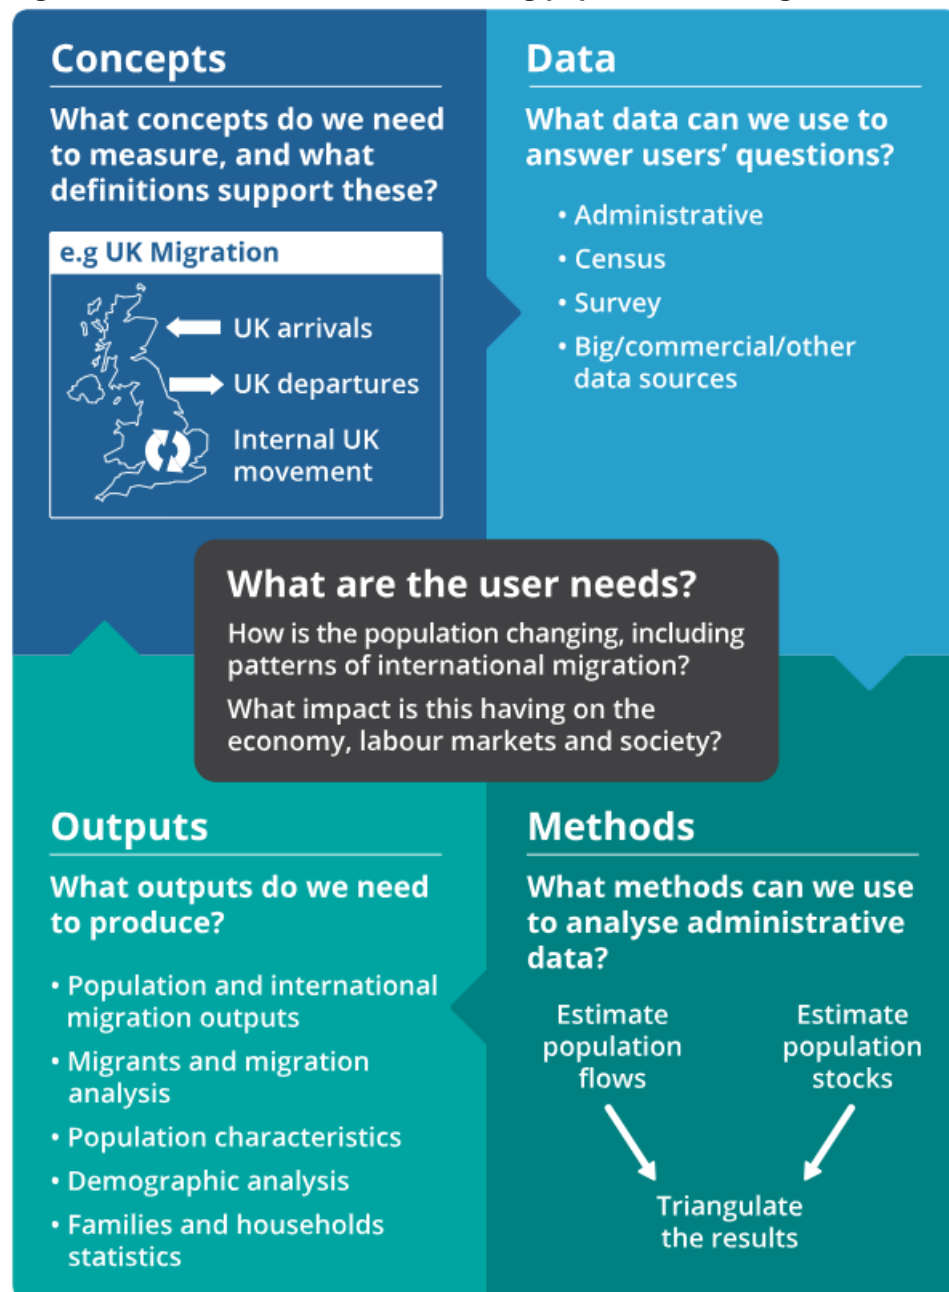 Concepts
What concepts do we need
to measure, and what
definitions support these?
e.g UK Migration
UK arrivals
UK departures
Internal UK
movement
Data
What data can we use to
answer users’ questions?
• Administrative
• Census
• Survey
• Big/commercial/other
data sources
What are the user needs?
How is the population changing, including
patterns of international migration?
What impact is this having on the
economy, labour markets and society?
Outputs
What outputs do we need
to produce?
• Population and international
migration outputs
• Migrants and migration
analysis
• Population characteristics
• Demographic analysis
• Families and households
statistics
Methods
What methods can we use
to analyse administrative
data?
Estimate
population
flows
Estimate
population
stocks
Triangulate
the results